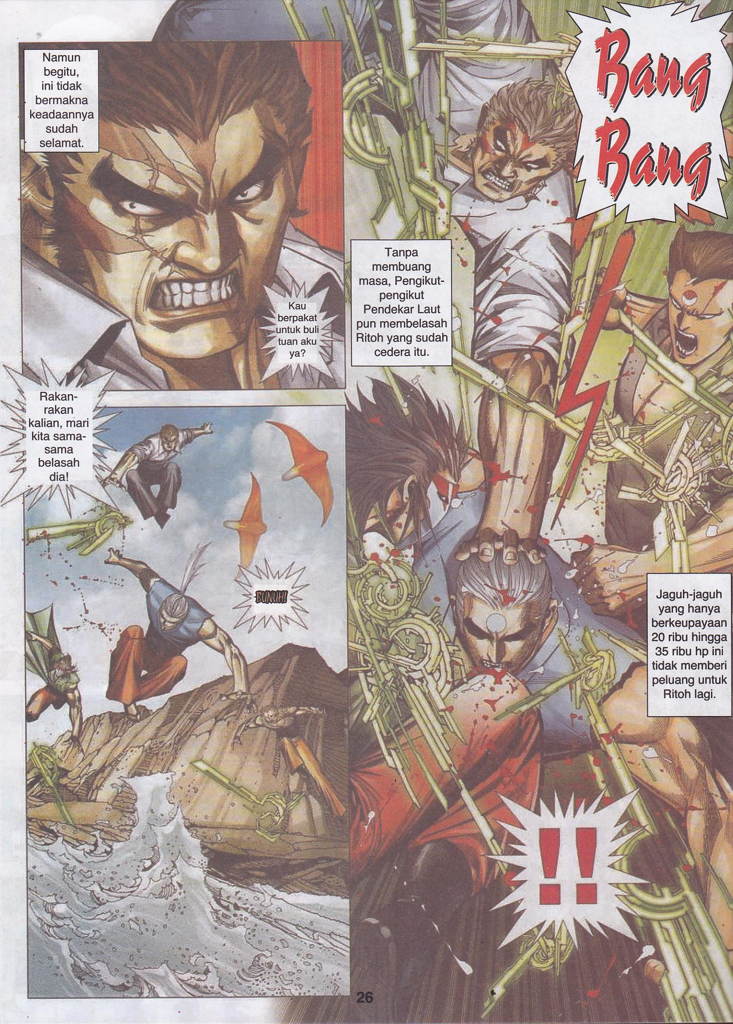 Namun
begitu,
ini tidak
bermakna
keadaannya
sudah
selamat.
Kau
berpakat
untuk buli
tuan aku
ya?
Rakan-
rakan
kalian, mari
kita sama-
sama
belasah
dia!
BUNUH!
Bang
Bang
Tanpa
membuang
masa, Pengikut-
pengikut
Pendekar Laut
pun membelasah
Ritoh yang sudah
cedera itu.
Jaguh-jaguh
yang hanya
berkeupayaan
20 ribu hingga
35 ribu hp ini
tidak memberi
peluang untuk
Ritoh lagi.
!!
26